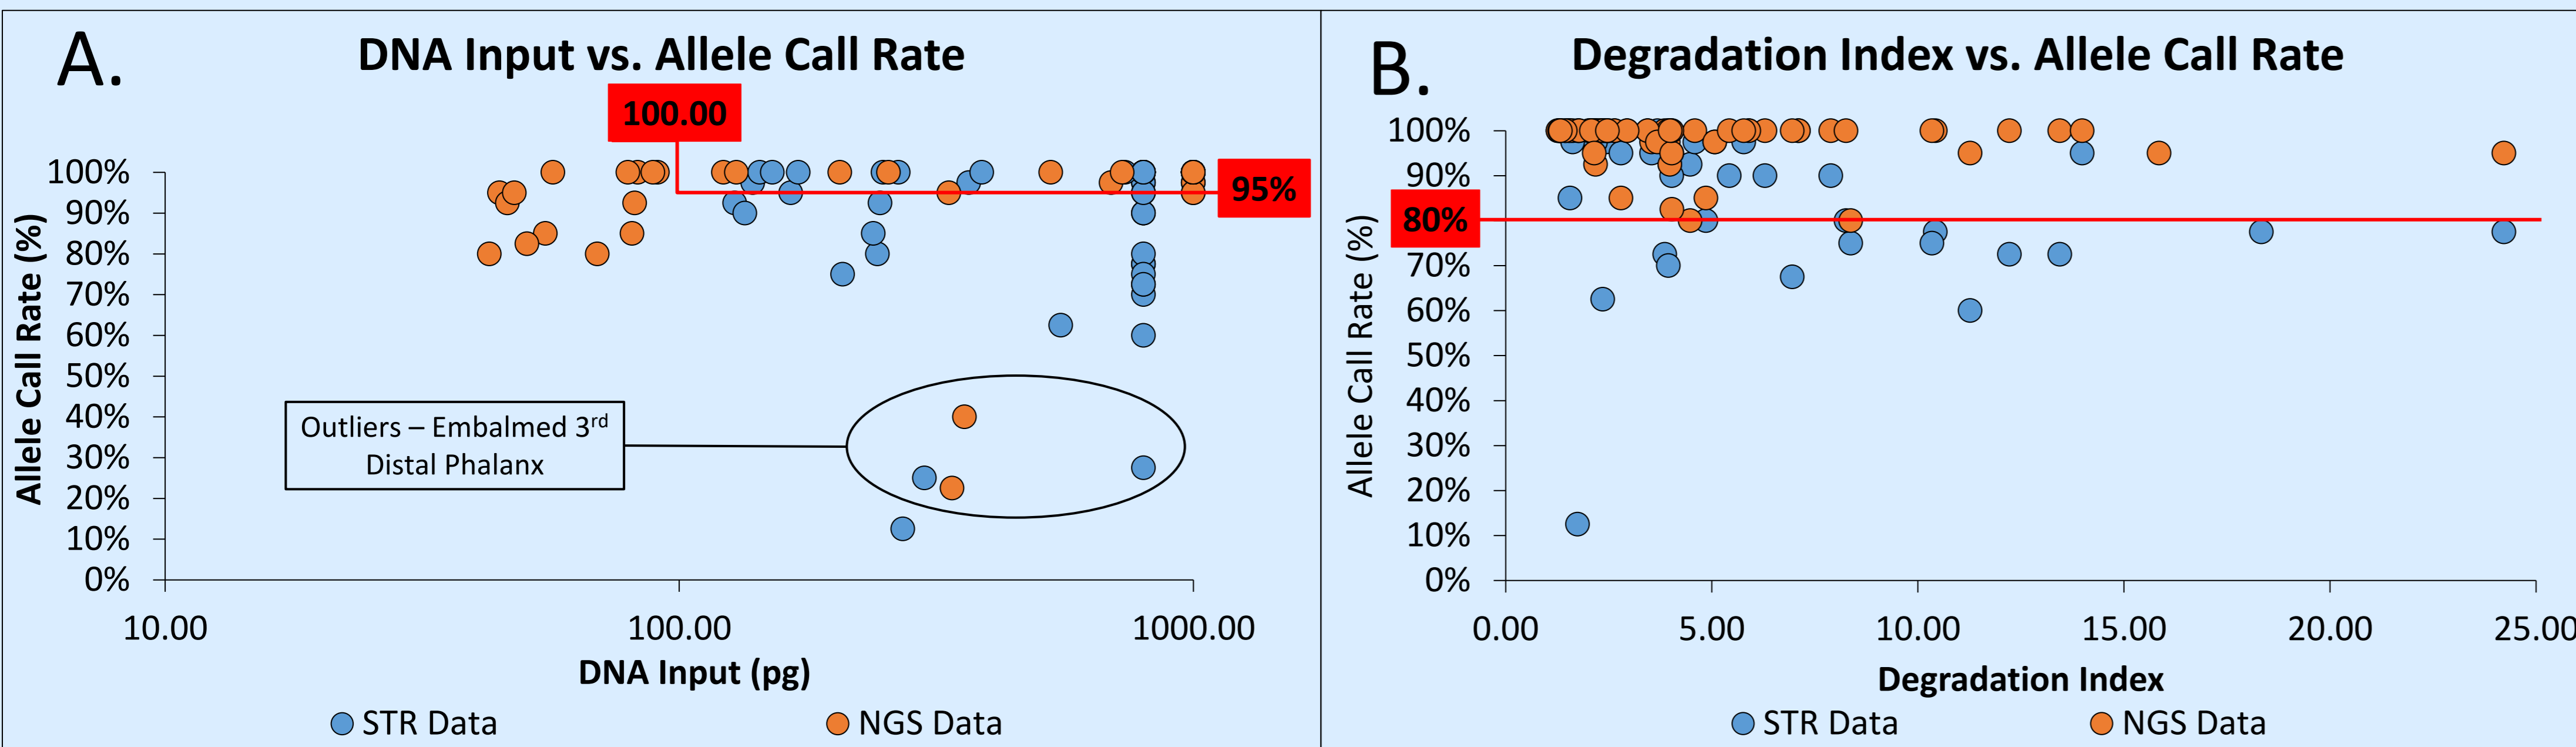 A.
DNA Input vs. Allele Call Rate
100.00
95%
Allele Call Rate (%)
100%
90%
80%
70%
60%
50%
40%
30%
20%
10%
0%
Outliers – Embalmed 3rd
Distal Phalanx
10.00 100.00 1000.00
DNA Input (pg)
STR Data NGS Data
B.
Degradation Index vs. Allele Call Rate
80%
Allele Call Rate (%)
100%
90%
70%
60%
50%
40%
30%
20%
10%
0%
0.00 5.00 10.00 15.00 20.00 25.00
Degradation Index
STR Data NGS Data